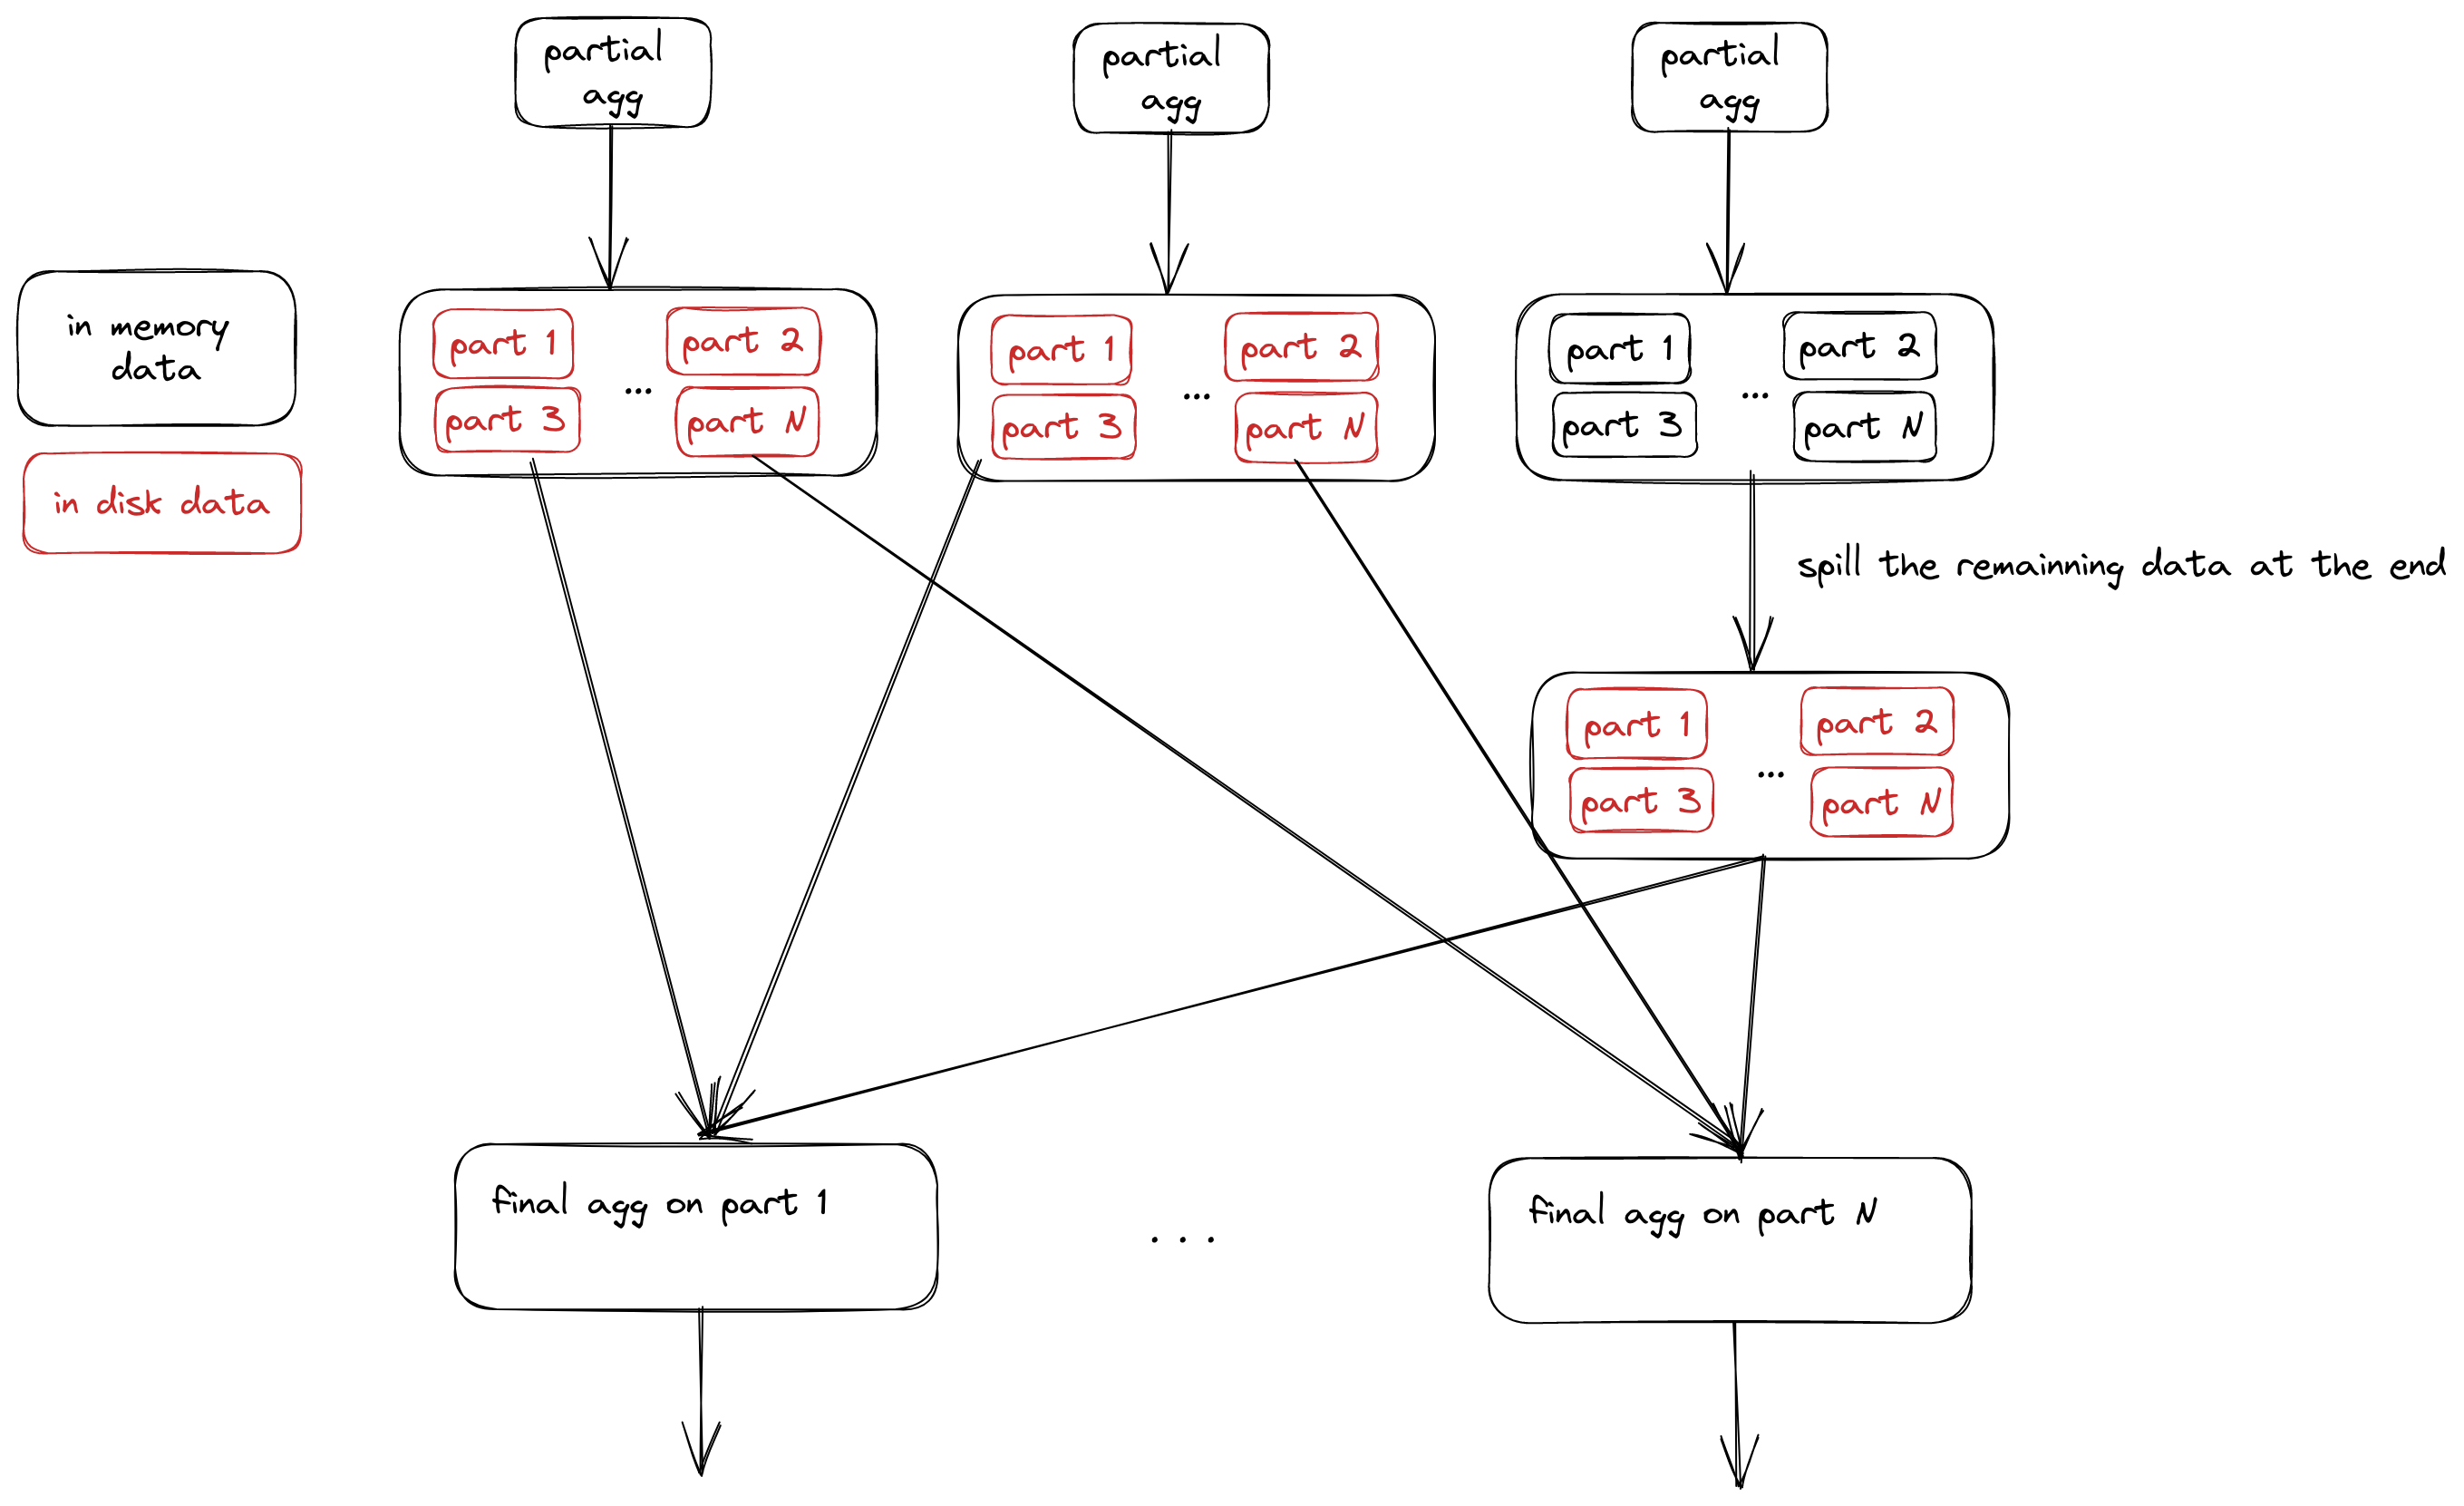 partial
agg
partial
agg
partial
agg
in memory
data
in disk data
part 1
part 2
part 3
...
part N
part 1
part 2
part 3
...
part N
part 1
part 2
part 3
...
part N
spill the remainning data at the end
part 1
part 2
part 3
...
part N
final agg on part 1
...
final agg on part N